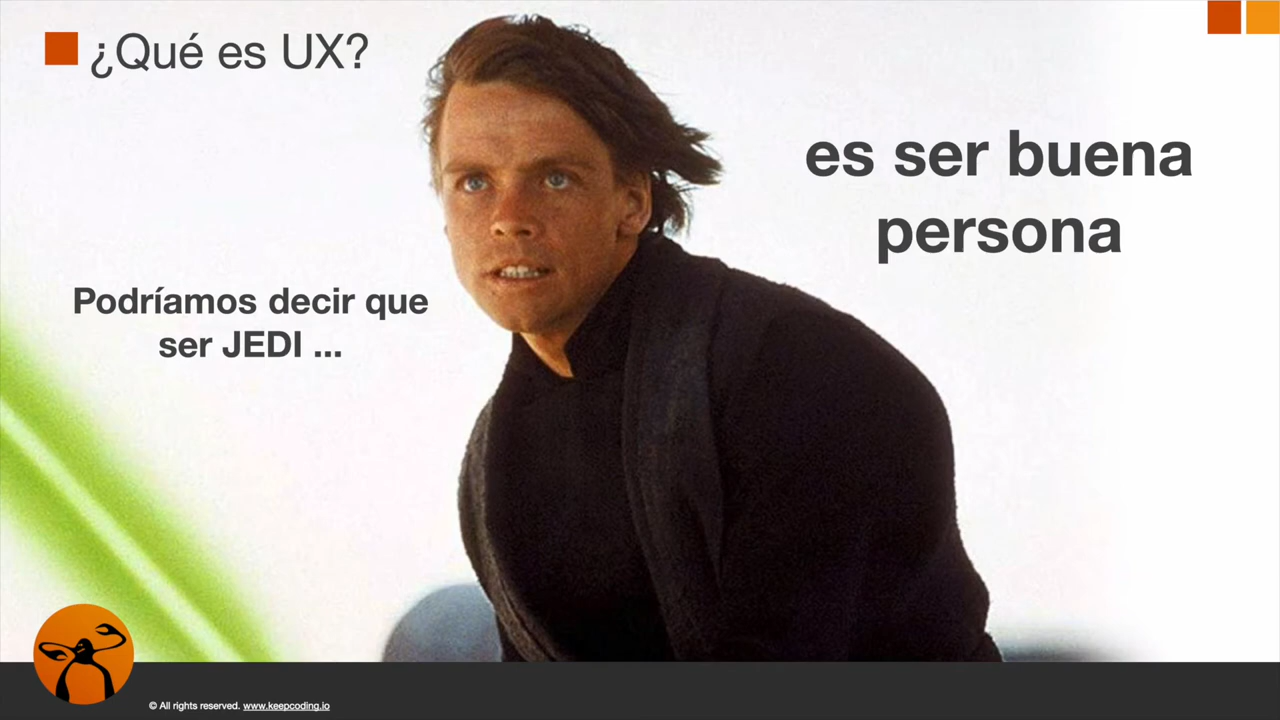 ¿Qué es UX?
es ser buena
persona
Podríamos decir que
ser JEDI ...
© All rights reserved. www.keepcoding.io